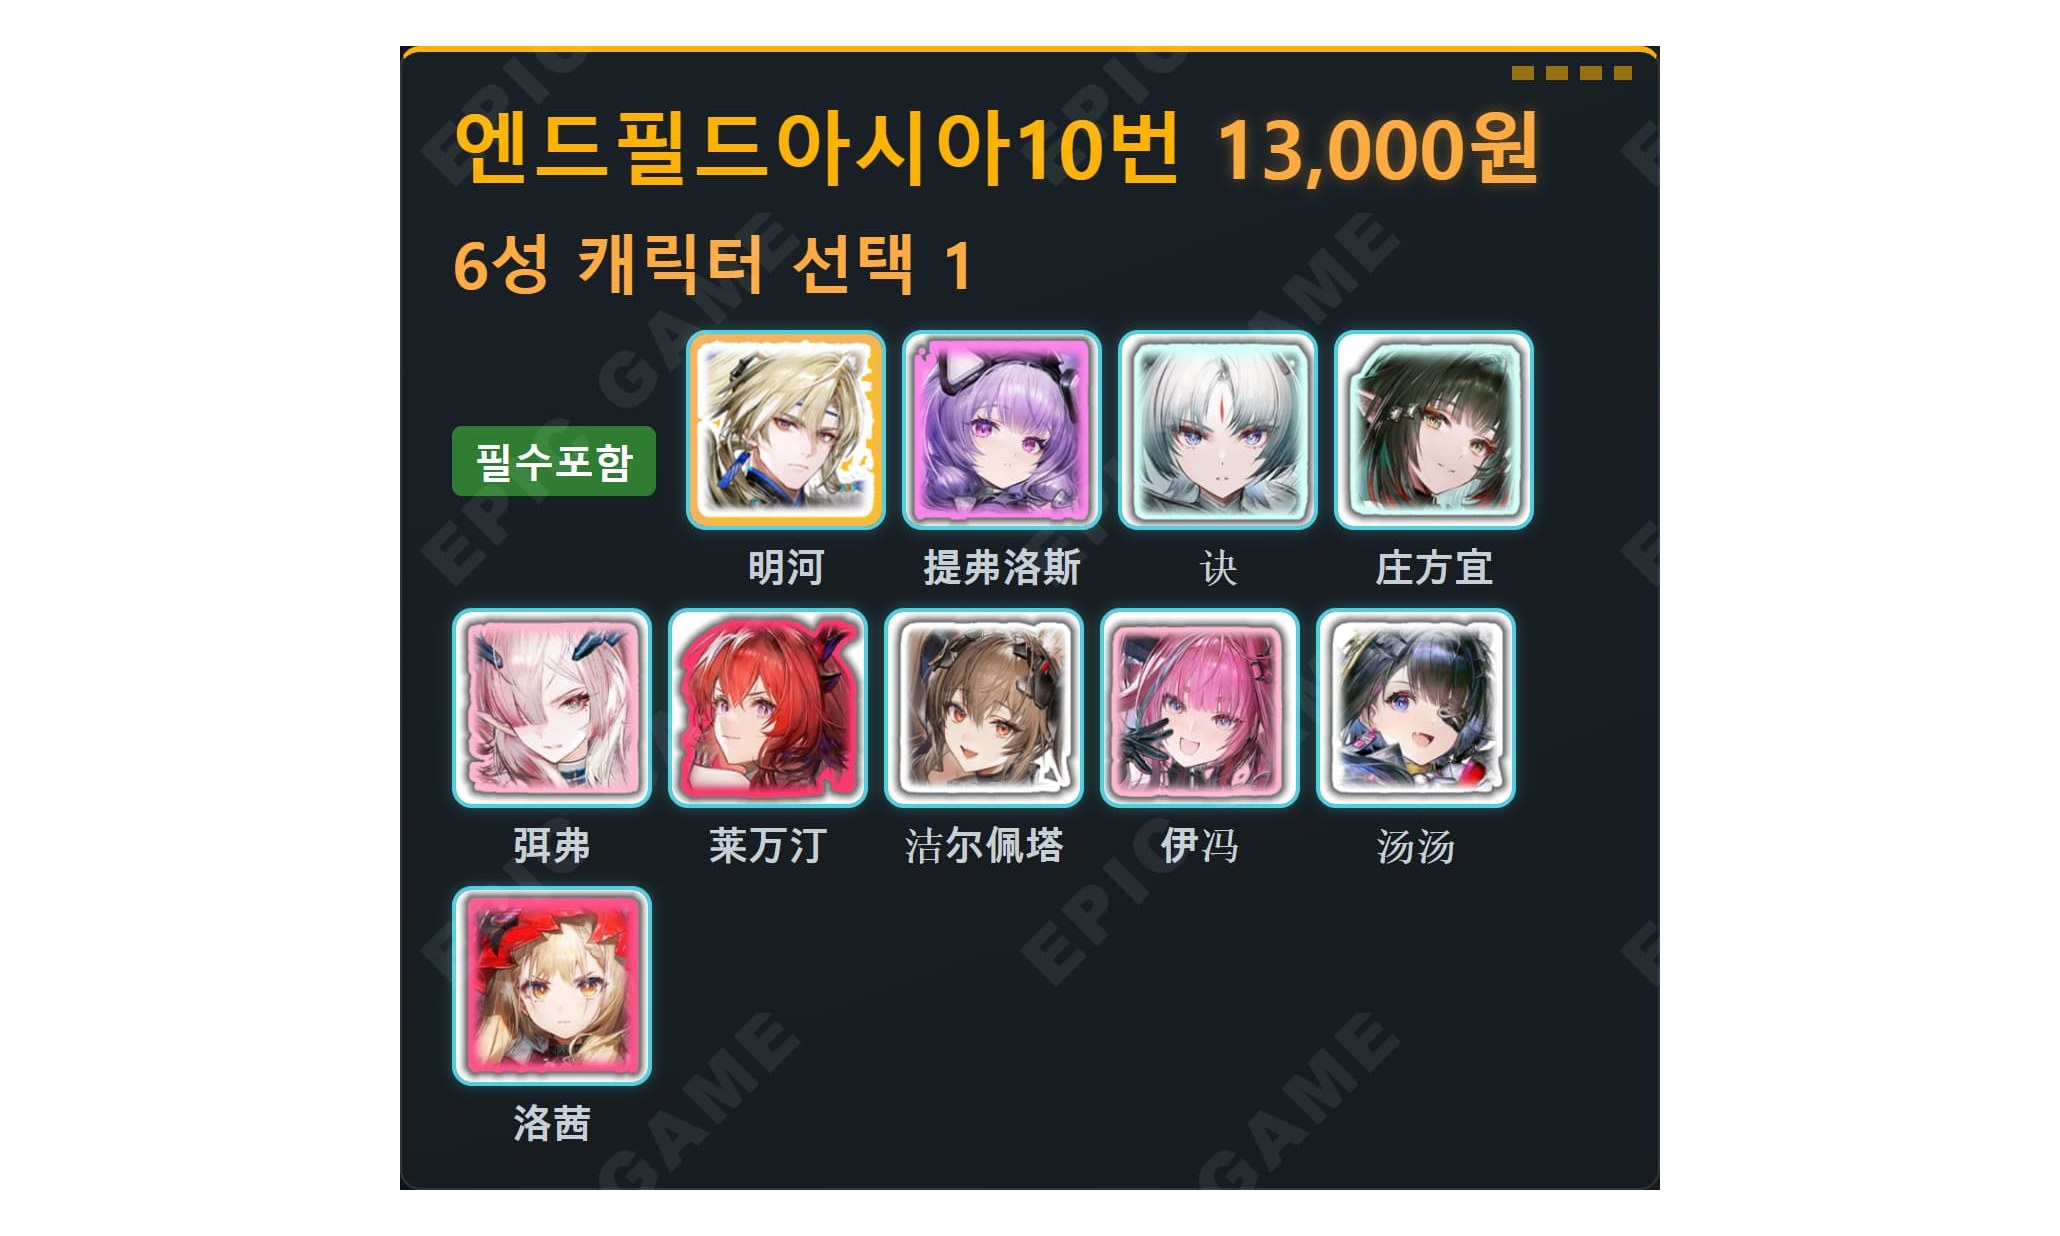 엔드필드아시아10번 13,000원
6성 캐릭터 선택 1
필수포함
明河 提弗洛斯 诀 庄方宜
弭弗 莱万汀 洁尔佩塔 伊冯 汤汤
洛茜
EPIC GAME